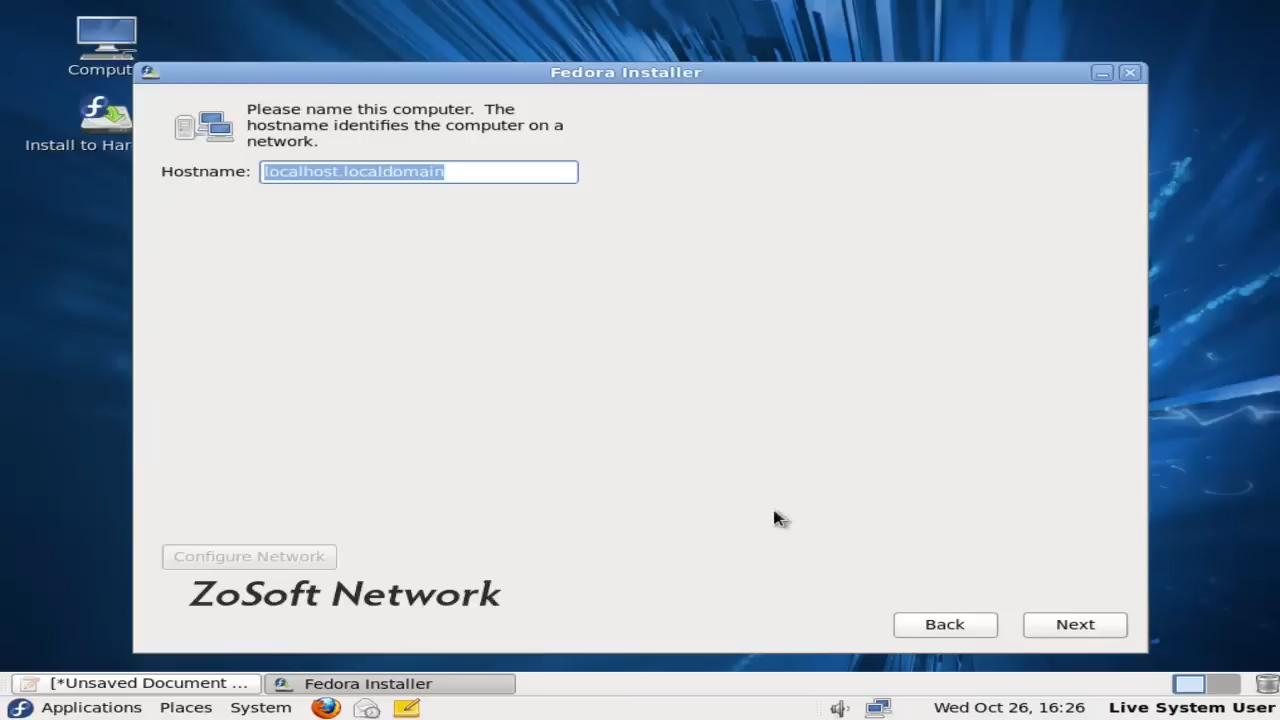 Comput
Install to Har
Fedora Installer
Please name this computer.  The
hostname identifies the computer on a
network.
Hostname: localhost.localdomain
Configure Network
ZoSoft Network
Back Next
[*Unsaved Document ... Fedora Installer
Applications Places System Wed Oct 26, 16:26 Live System User